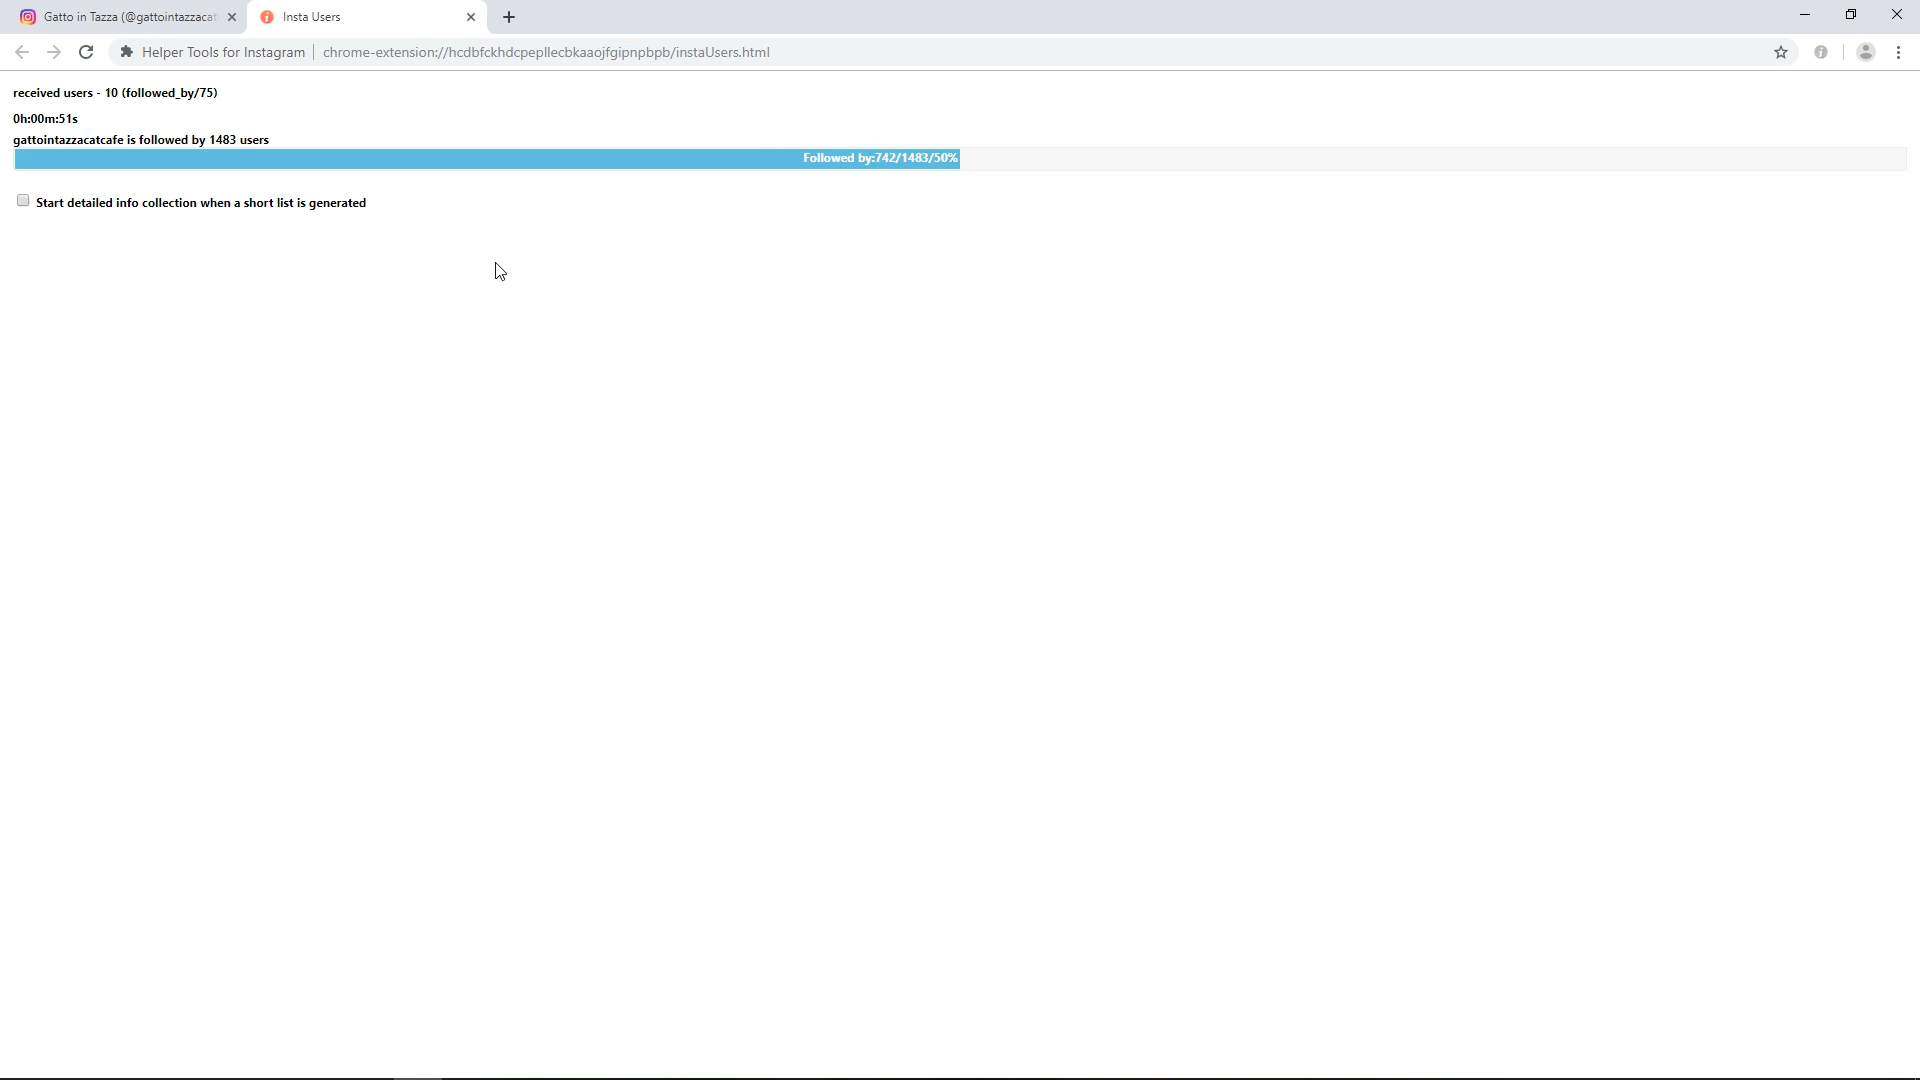 Gatto in Tazza (@gattointazzacat
Insta Users
Helper Tools for Instagram
chrome-extension://hcdbfckhdcpepllecbkaaojfgipnpbpb/instaUsers.html
received users - 10 (followed_by/75)
0h:00m:51s
gattointazzacatcafe is followed by 1483 users
Followed by:742/1483/50%
Start detailed info collection when a short list is generated